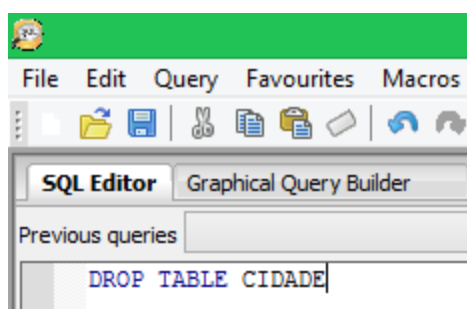 File Edit Query Favourites Macros
SQL Editor Graphical Query Builder
Previous queries
DROP TABLE CIDADE